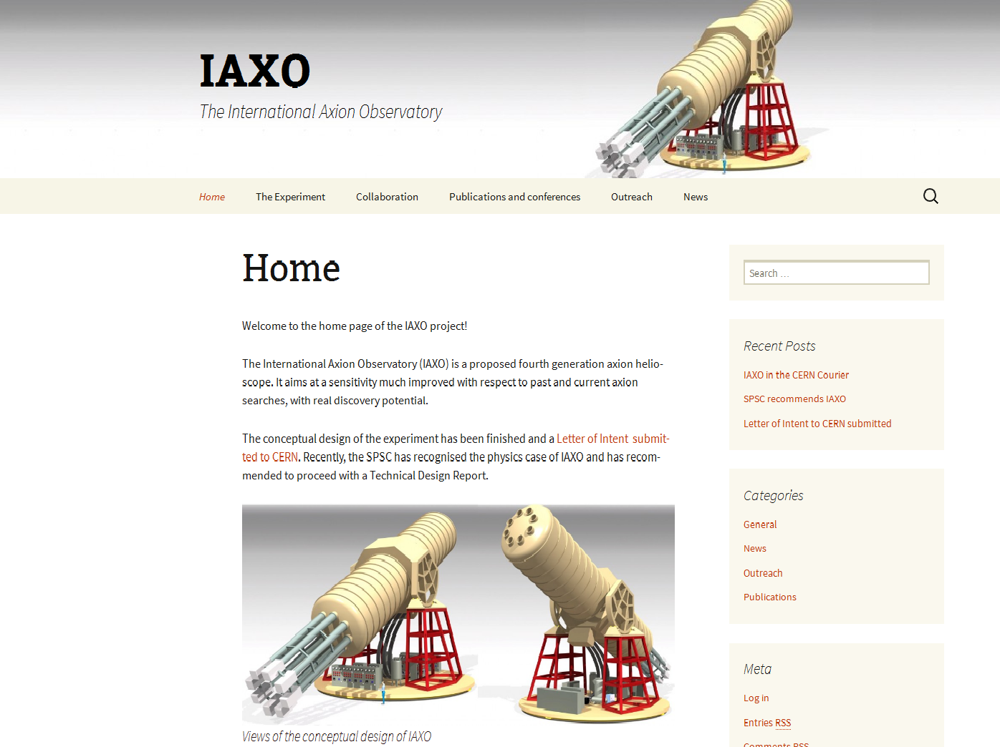 IAXO
The International Axion Observatory
Home
The Experiment
Collaboration
Publications and conferences
Outreach
News
Home
Welcome to the home page of the IAXO project!
The International Axion Observatory (IAXO) is a proposed fourth generation axion helio-
scope. It aims at a sensitivity much improved with respect to past and current axion
searches, with real discovery potential.
The conceptual design of the experiment has been finished and a Letter of Intent submit-
ted to CERN. Recently, the SPSC has recognised the physics case of IAXO and has recom-
mended to proceed with a Technical Design Report.
Views of the conceptual design of IAXO
Search ...
Recent Posts
IAXO in the CERN Courier
SPSC recommends IAXO
Letter of Intent to CERN submitted
Categories
General
News
Outreach
Publications
Meta
Log in
Entries RSS
Comments RSS